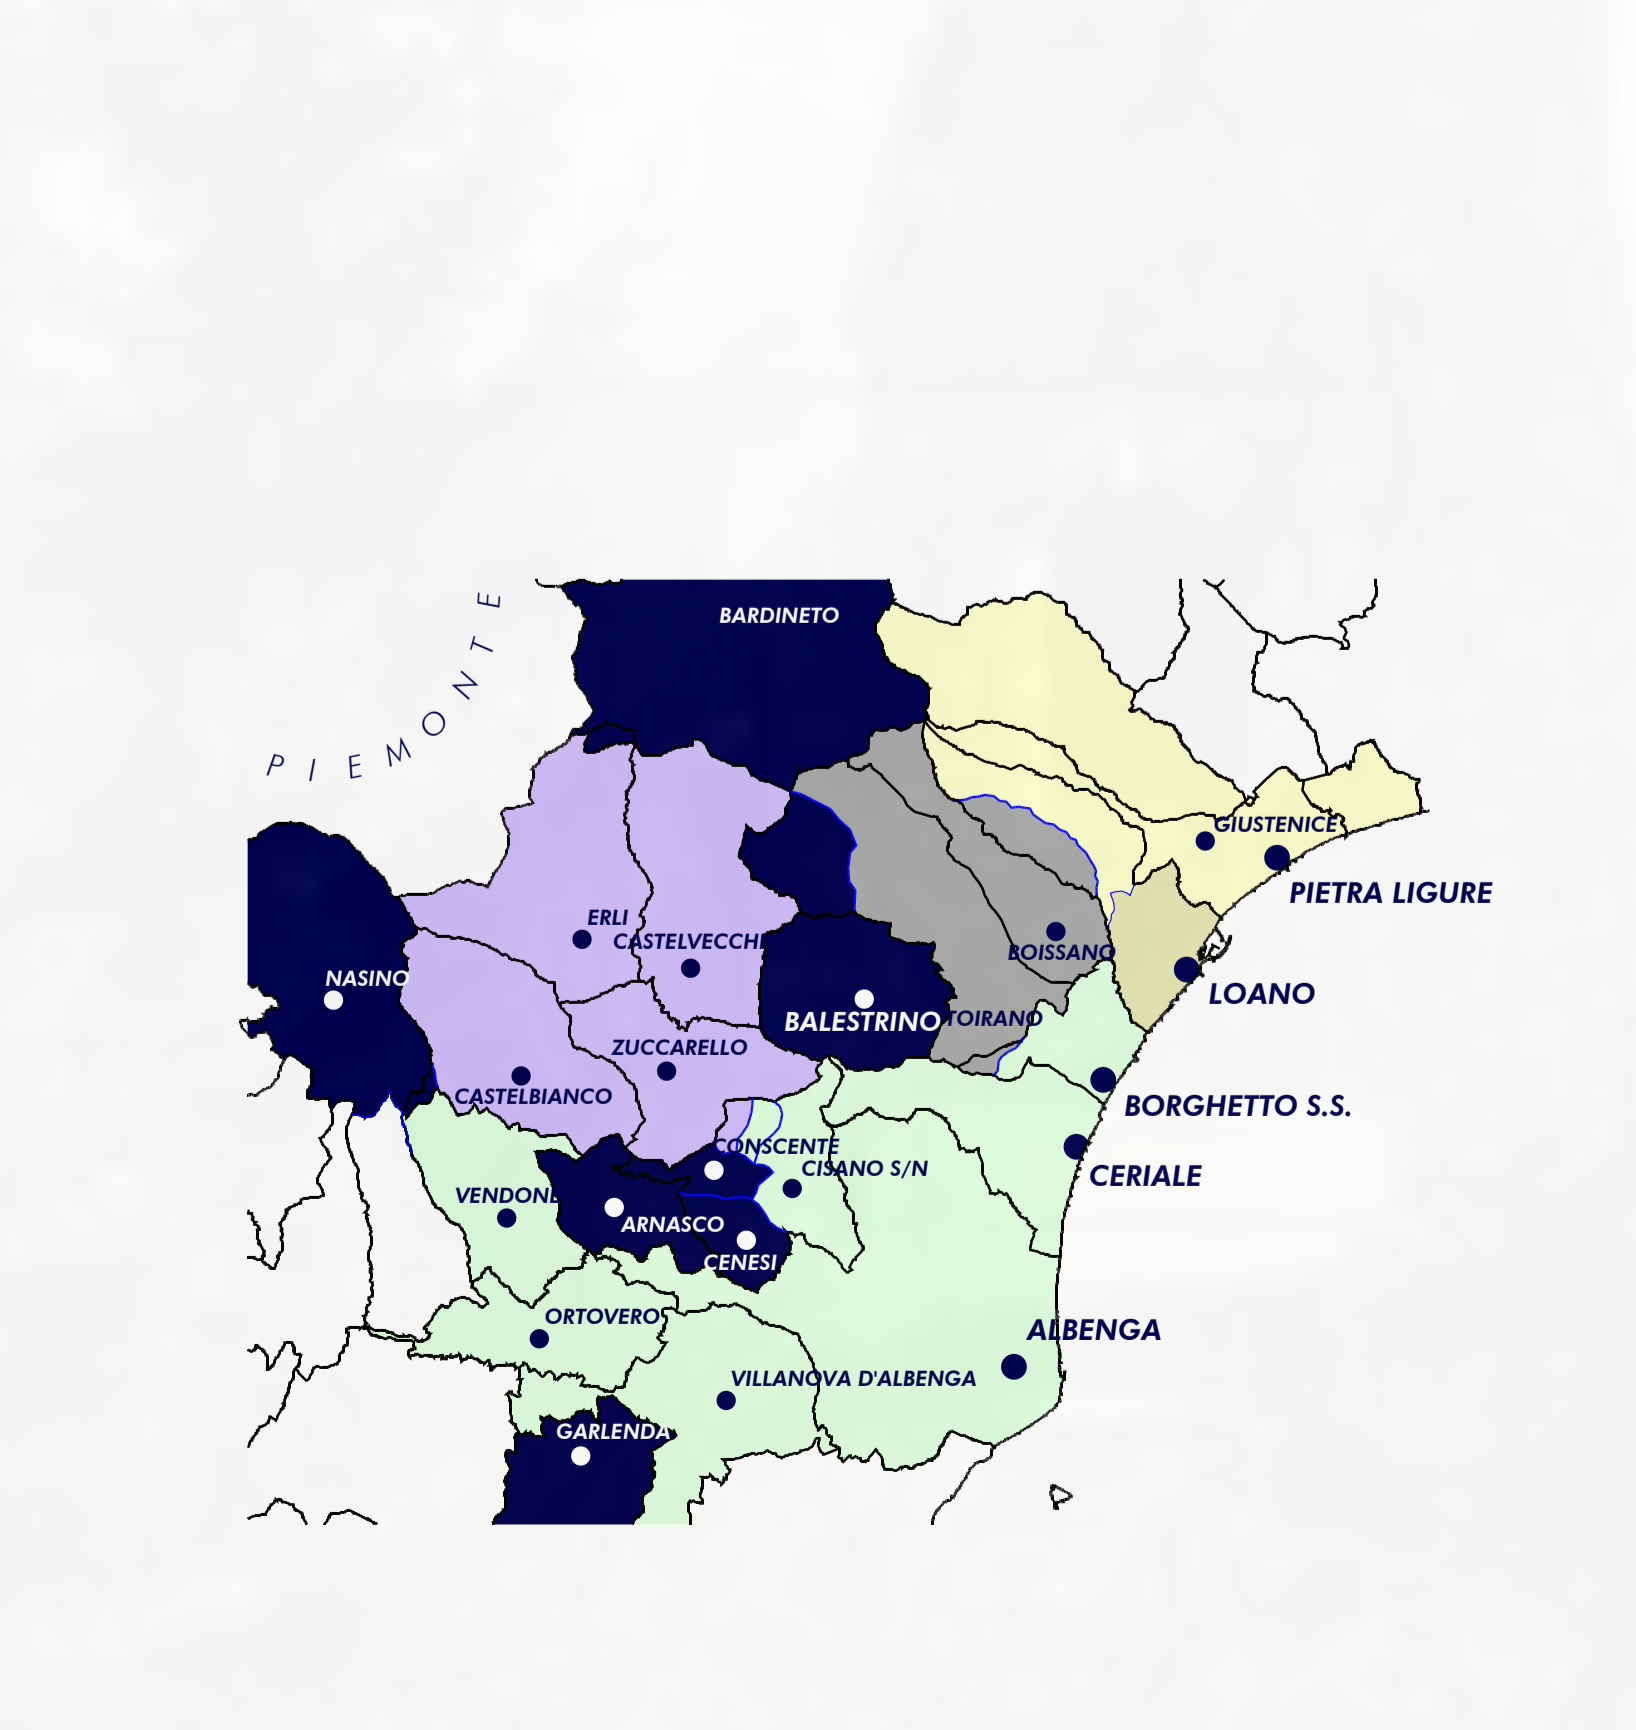 PIEMONTE
BARDINETO
GIUSTENICE
PIETRA LIGURE
ERLI
CASTELVECCHI
BOISSANO
NASINO
LOANO
BALESTRINO
TOIRANO
ZUCCARELLO
CASTELBIANCO
BORGHETTO S.S.
CONSCENTE
CISANO S/N
CERIALE
VENDONE
ARNASCO
CENESI
ORTOVERO
ALBENGA
VILLANOVA D'ALBENGA
GARLENDA